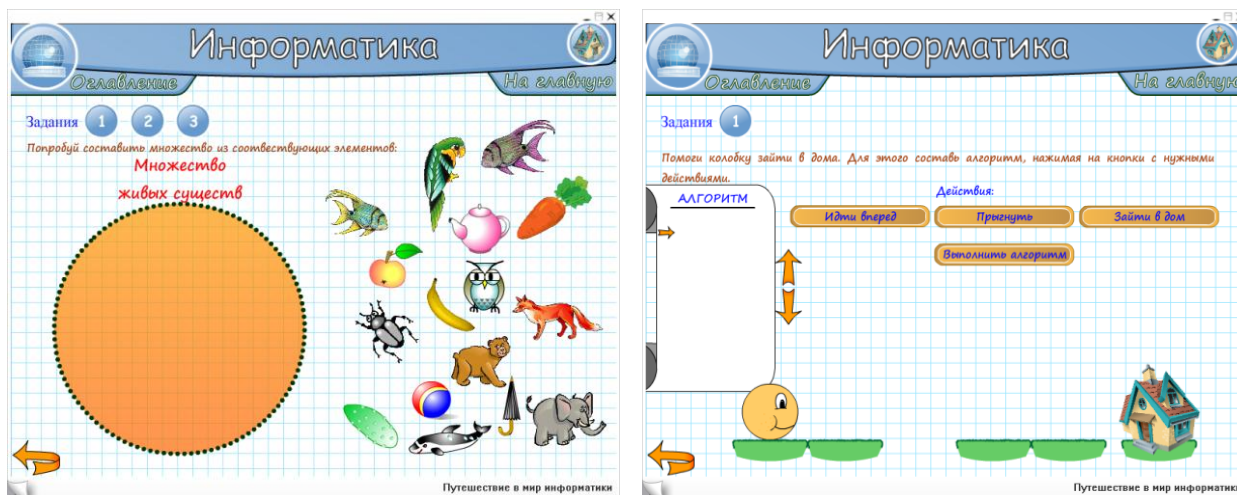 Информатика
Оглавление
На главную
Задания 1 2 3
Попробуй составить множество из соотвествующих элементов:
Множество
живых существ
Путешествие в мир информатики
Информатика
Оглавление
На главную
Задания 1
Помоги колобку зайти в дома. Для этого составь алгоритм, нажимая на кнопки с нужными
действиями.
АЛГОРИТМ
Действия:
Идти вперед
Прыгнуть
Зайти в дом
Выполнить алгоритм
Путешествие в мир информатики